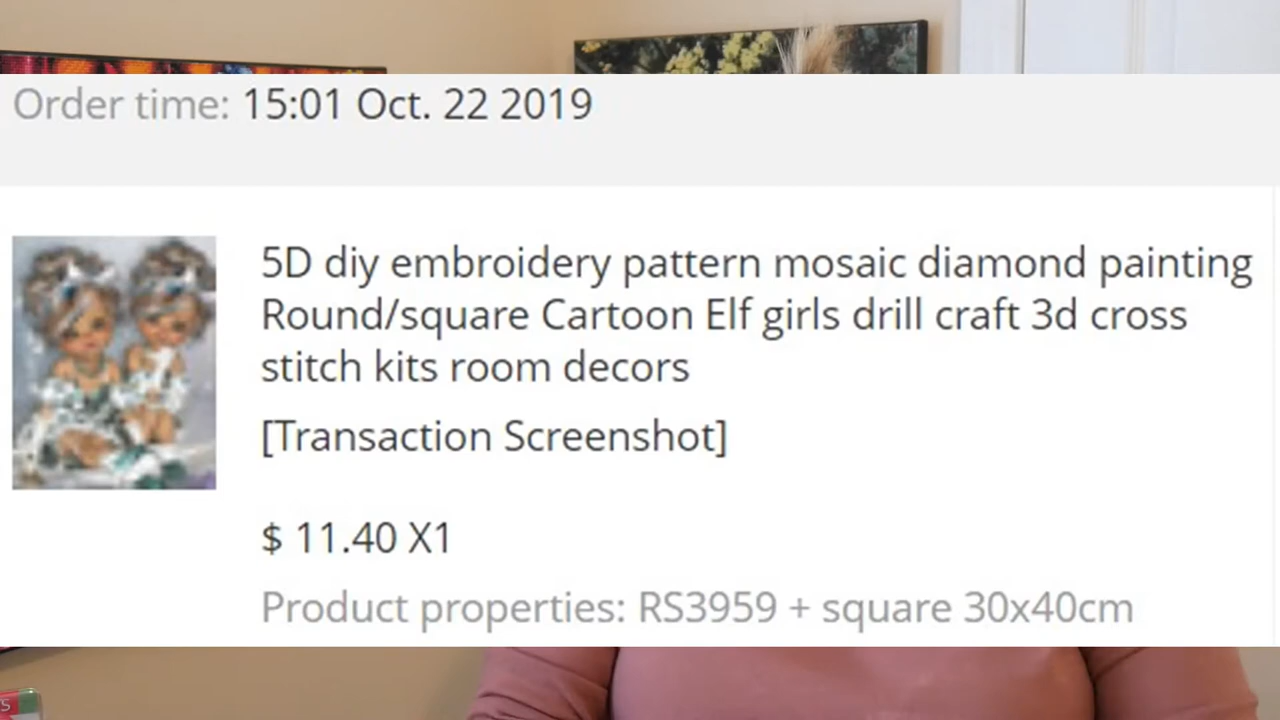 Order time: 15:01 Oct. 22 2019
5D diy embroidery pattern mosaic diamond painting
Round/square Cartoon Elf girls drill craft 3d cross
stitch kits room decors
[Transaction Screenshot]
$ 11.40 X1
Product properties: RS3959 + square 30x40cm